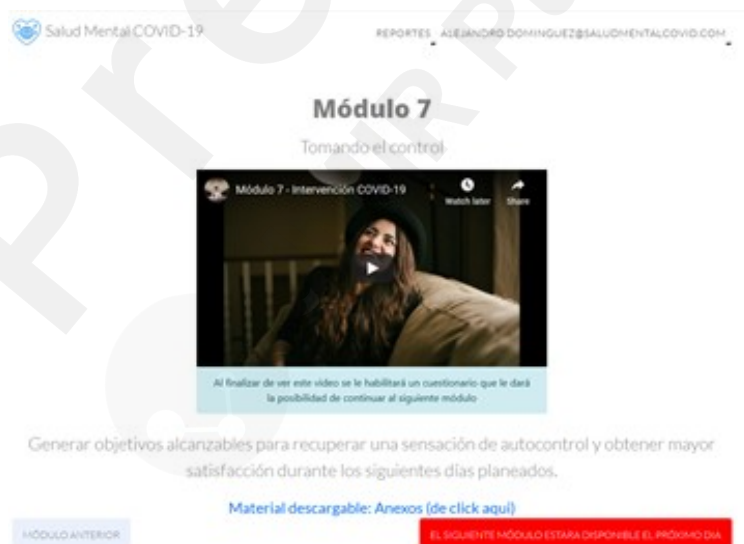 Salud Mental COVID-19
REPORTES ALEJANDRO.DOMINGUEZ@SALUDMENTALCOVID.COM
Módulo 7
Tomando el control
Módulo 7 - Intervención COVID-19
Watch later
Share
Al finalizar de ver este video se le habilitará un cuestionario que le dará
la posibilidad de continuar al siguiente módulo
Generar objetivos alcanzables para recuperar una sensación de autocontrol y obtener mayor
satisfacción durante los siguientes días planeados.
Material descargable: Anexos (de click aquí)
MÓDULO ANTERIOR
EL SIGUIENTE MÓDULO ESTARA DISPONIBLE EL PRÓXIMO DIA